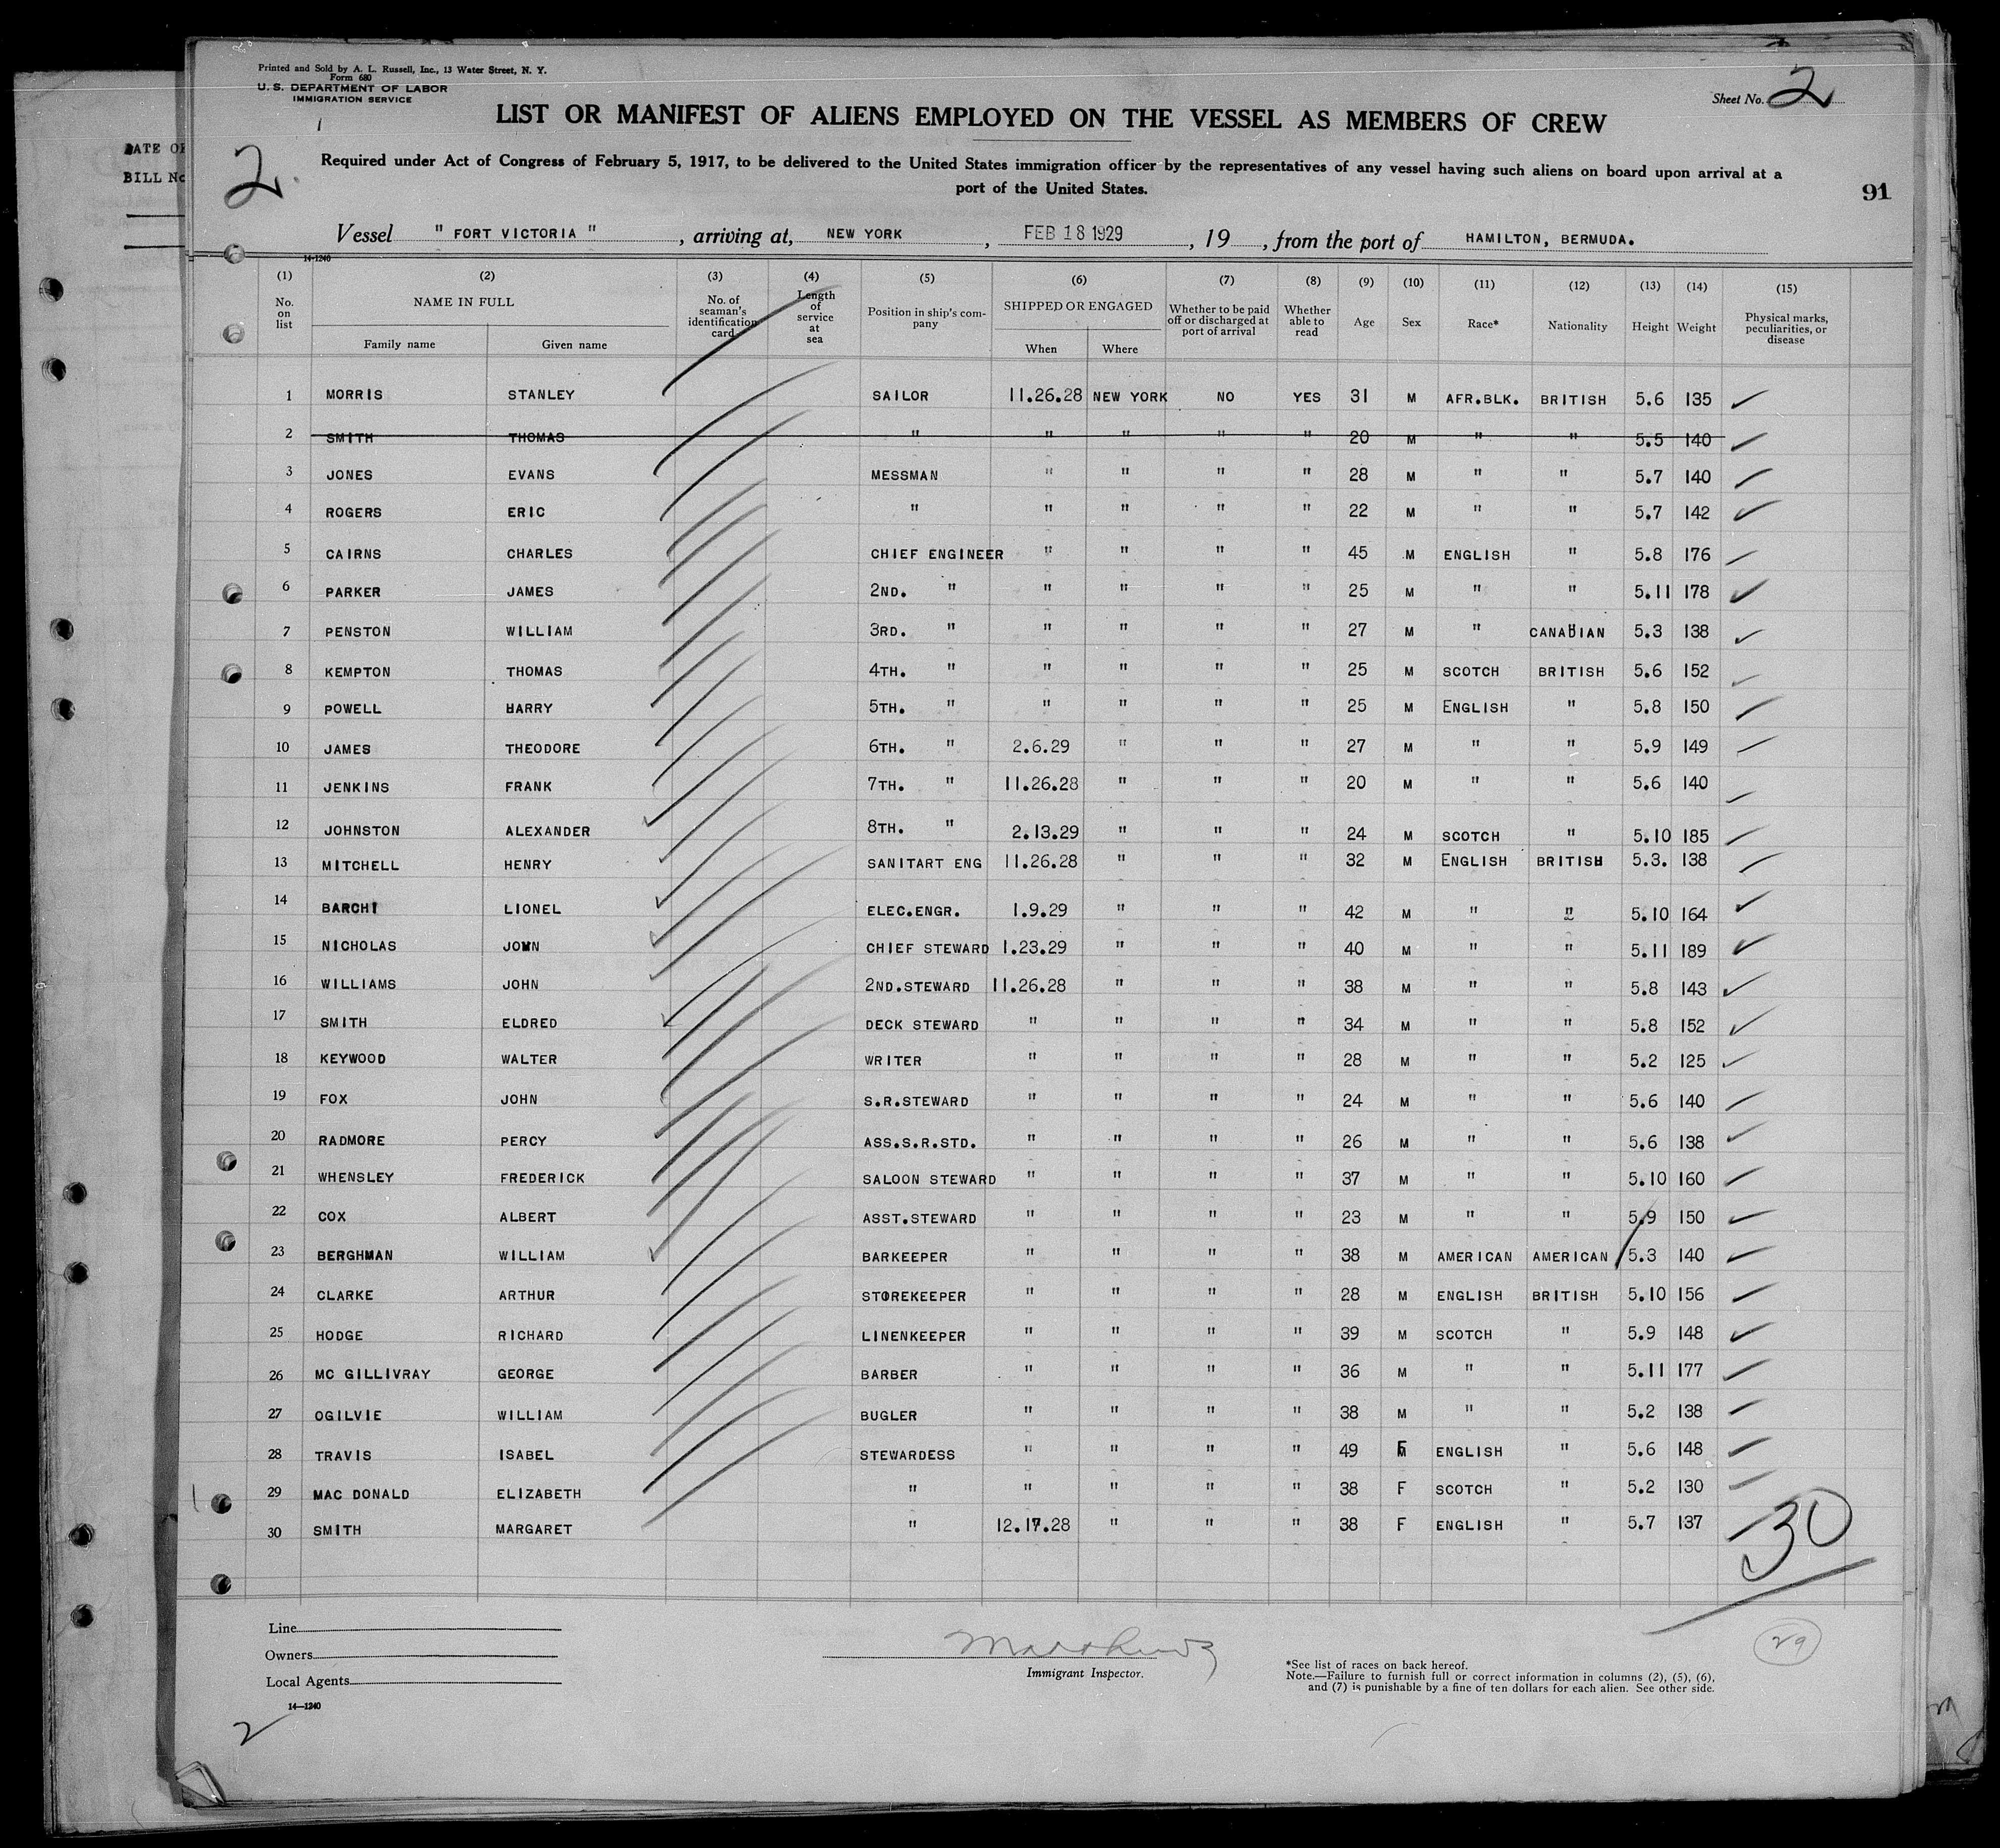 Printed and Sold by A. L. Russell, Inc., 13 Water Street, N. Y.
Form 680
U. S. DEPARTMENT OF LABOR
IMMIGRATION SERVICE
Sheet No. 2
LIST OR MANIFEST OF ALIENS EMPLOYED ON THE VESSEL AS MEMBERS OF CREW
2
Required under Act of Congress of February 5, 1917, to be delivered to the United States immigration officer by the representatives of any vessel having such aliens on board upon arrival at a
port of the United States.
DATE OF
BILL No
91
Vessel " FORT VICTORIA " , arriving at, NEW YORK , FEB 18 1929 , 19 , from the port of HAMILTON, BERMUDA.
14-1240
(1) (2) (3) (4) (5) (6) (7) (8) (9) (10) (11) (12) (13) (14) (15)
No. on list NAME IN FULL Family name Given name No. of seaman's identification card Length of service at sea Position in ship's company SHIPPED OR ENGAGED When Where Whether to be paid off or discharged at port of arrival Whether able to read Age Sex Race* Nationality Height Weight Physical marks, peculiarities, or disease
1 MORRIS STANLEY SAILOR 11.26.28 NEW YORK NO YES 31 M AFR.BLK. BRITISH 5.6 135
2 SMITH THOMAS " " " " " 20 M " " 5.5 140
3 JONES EVANS MESSMAN " " " " 28 M " " 5.7 140
4 ROGERS ERIC " " " " " 22 M " " 5.7 142
5 CAIRNS CHARLES CHIEF ENGINEER " " " " 45 M ENGLISH " 5.8 176
6 PARKER JAMES 2ND. " " " " " 25 M " " 5.11 178
7 PENSTON WILLIAM 3RD. " " " " " 27 M " CANADIAN 5.3 138
8 KEMPTON THOMAS 4TH. " " " " " 25 M SCOTCH BRITISH 5.6 152
9 POWELL HARRY 5TH. " " " " " 25 M ENGLISH " 5.8 150
10 JAMES THEODORE 6TH. " 2.6.29 " " " 27 M " " 5.9 149
11 JENKINS FRANK 7TH. " 11.26.28 " " " 20 M " " 5.6 140
12 JOHNSTON ALEXANDER 8TH. " 2.13.29 " " " 24 M SCOTCH " 5.10 185
13 MITCHELL HENRY SANITART ENG 11.26.28 " " " 32 M ENGLISH BRITISH 5.3. 138
14 BARCHI LIONEL ELEC.ENGR. 1.9.29 " " " 42 M " " 5.10 164
15 NICHOLAS JOHN CHIEF STEWARD 1.23.29 " " " 40 M " " 5.11 189
16 WILLIAMS JOHN 2ND.STEWARD 11.26.28 " " " 38 M " " 5.8 143
17 SMITH ELDRED DECK STEWARD " " " " 34 M " " 5.8 152
18 KEYWOOD WALTER WRITER " " " " 28 M " " 5.2 125
19 FOX JOHN S.R.STEWARD " " " " 24 M " " 5.6 140
20 RADMORE PERCY ASS.S.R.STD. " " " " 26 M " " 5.6 138
21 WHENSLEY FREDERICK SALOON STEWARD " " " " 37 M " " 5.10 160
22 COX ALBERT ASST.STEWARD " " " " 23 M " " 5.9 150
23 BERGHMAN WILLIAM BARKEEPER " " " " 38 M AMERICAN AMERICAN 5.3 140
24 CLARKE ARTHUR STOREKEEPER " " " " 28 M ENGLISH BRITISH 5.10 156
25 HODGE RICHARD LINENKEEPER " " " " 39 M SCOTCH " 5.9 148
26 MC GILLIVRAY GEORGE BARBER " " " " 36 M " " 5.11 177
27 OGILVIE WILLIAM BUGLER " " " " 38 M " " 5.2 138
28 TRAVIS ISABEL STEWARDESS " " " " 49 F ENGLISH " 5.6 148
29 MAC DONALD ELIZABETH " " " " " 38 F SCOTCH " 5.2 130
30 SMITH MARGARET " 12.17.28 " " " 38 F ENGLISH " 5.7 137
30
Line
Owners
Local Agents
14—1240
Immigrant Inspector.
29
*See list of races on back hereof.
Note.—Failure to furnish full or correct information in columns (2), (5), (6),
and (7) is punishable by a fine of ten dollars for each alien. See other side.
2